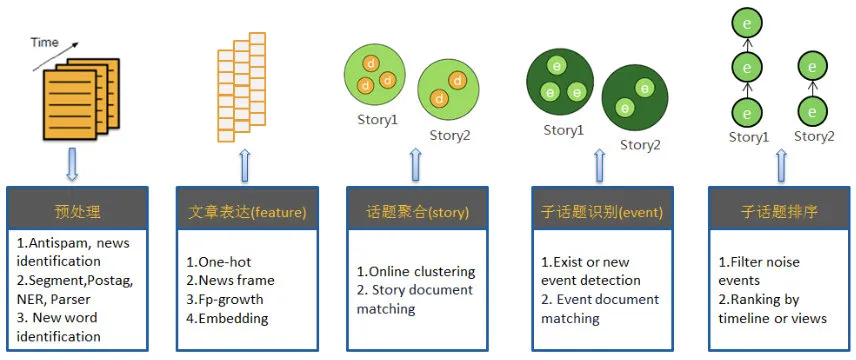 Time
d
d
d
Story1
d
d
Story2
e
e
e
Story1
e
e
Story2
e
e
e
Story1
e
e
Story2
预处理
1.Antispam, news
identification
2.Segment,Postag,
NER, Parser
3. New word
identification
文章表达(feature)
1.One-hot
2.News frame
3.Fp-growth
4.Embedding
话题聚合(story)
1.Online clustering
2. Story document
matching
子话题识别(event)
1.Exist or new
event detection
2. Event document
matching
子话题排序
1.Filter noise
events
2.Ranking by
timeline or views